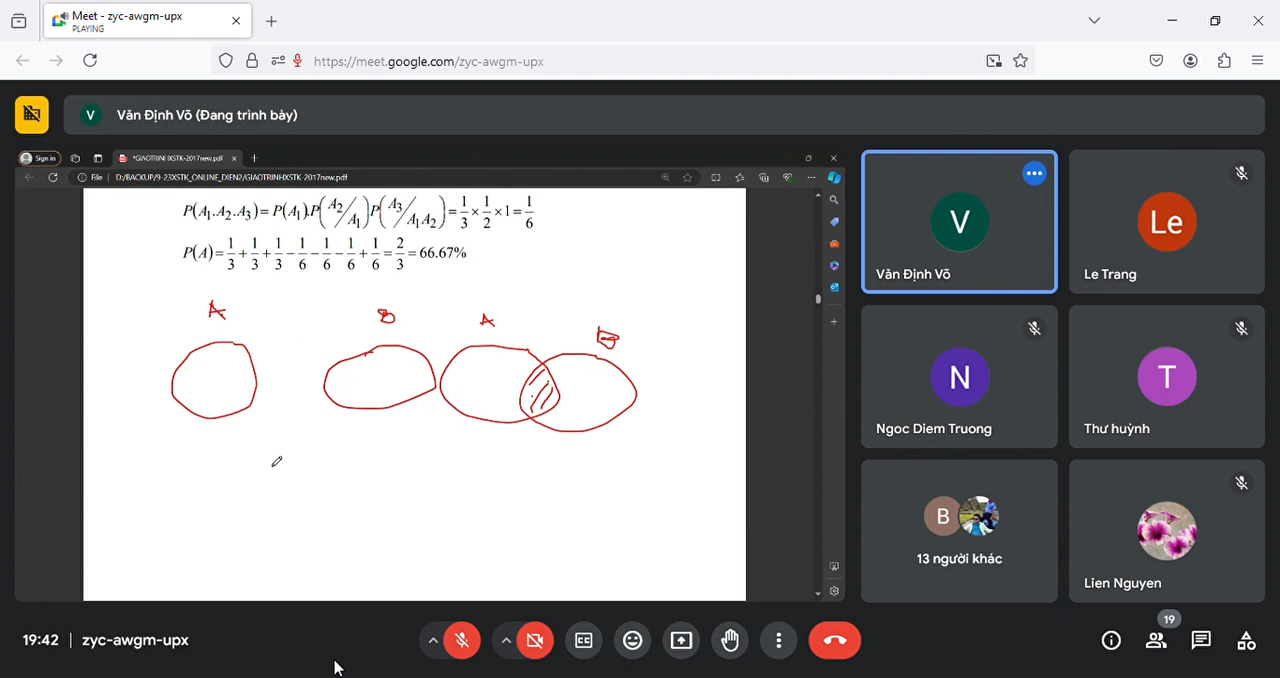 Meet - zyc-awgm-upx
PLAYING
https://meet.google.com/zyc-awgm-upx
V Văn Định Võ (Đang trình bày)
Sign in *GIAOTRINHXSTK-2017new.pdf
File D:/BACKUP/9-23XSTK_ONLINE_DIEN2/GIAOTRINHXSTK-2017new.pdf
P(A₁.A₂.A₃) = P(A₁).P(A₂/A₁)P(A₃/A₁A₂) = 1/3 × 1/2 × 1 = 1/6
P(A) = 1/3 + 1/3 + 1/3 − 1/6 − 1/6 − 1/6 + 1/6 = 2/3 = 66.67%
A B A B
V
Văn Định Võ
Le
Le Trang
N
Ngoc Diem Truong
T
Thư huỳnh
B
13 người khác
Lien Nguyen
19:42 | zyc-awgm-upx
19